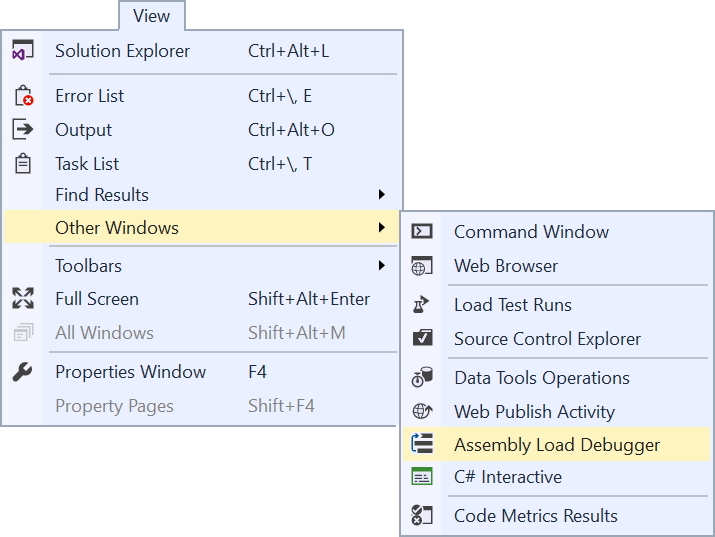 View
Solution Explorer Ctrl+Alt+L
Error List Ctrl+\, E
Output Ctrl+Alt+O
Task List Ctrl+\, T
Find Results
Other Windows
Toolbars
Full Screen Shift+Alt+Enter
All Windows Shift+Alt+M
Properties Window F4
Property Pages Shift+F4
Command Window
Web Browser
Load Test Runs
Source Control Explorer
Data Tools Operations
Web Publish Activity
Assembly Load Debugger
C# Interactive
Code Metrics Results